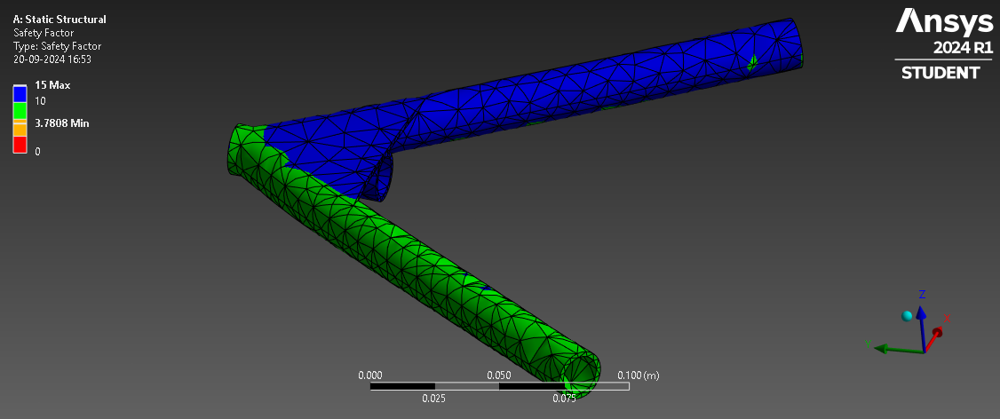 A: Static Structural
Safety Factor
Type: Safety Factor
20-09-2024 16:53
15 Max
10
3.7808 Min
0
Ansys
2024 R1
STUDENT
Z
Y
0.000
0.050
0.100 (m)
0.025
0.075